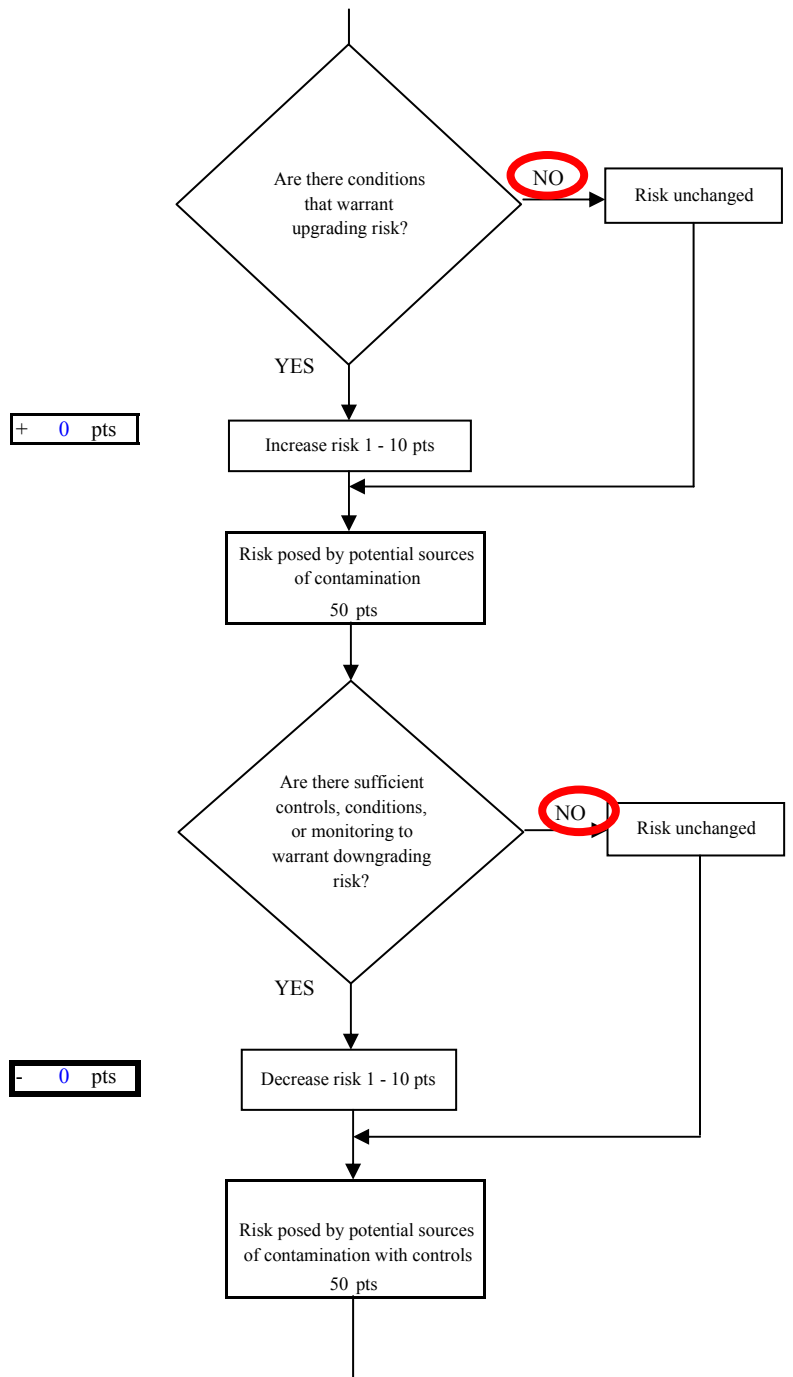 Are there conditions
that warrant
upgrading risk?
NO
Risk unchanged
YES
+ 0 pts
Increase risk 1 - 10 pts
Risk posed by potential sources
of contamination
50 pts
Are there sufficient
controls, conditions,
or monitoring to
warrant downgrading
risk?
NO
Risk unchanged
YES
- 0 pts
Decrease risk 1 - 10 pts
Risk posed by potential sources
of contamination with controls
50 pts